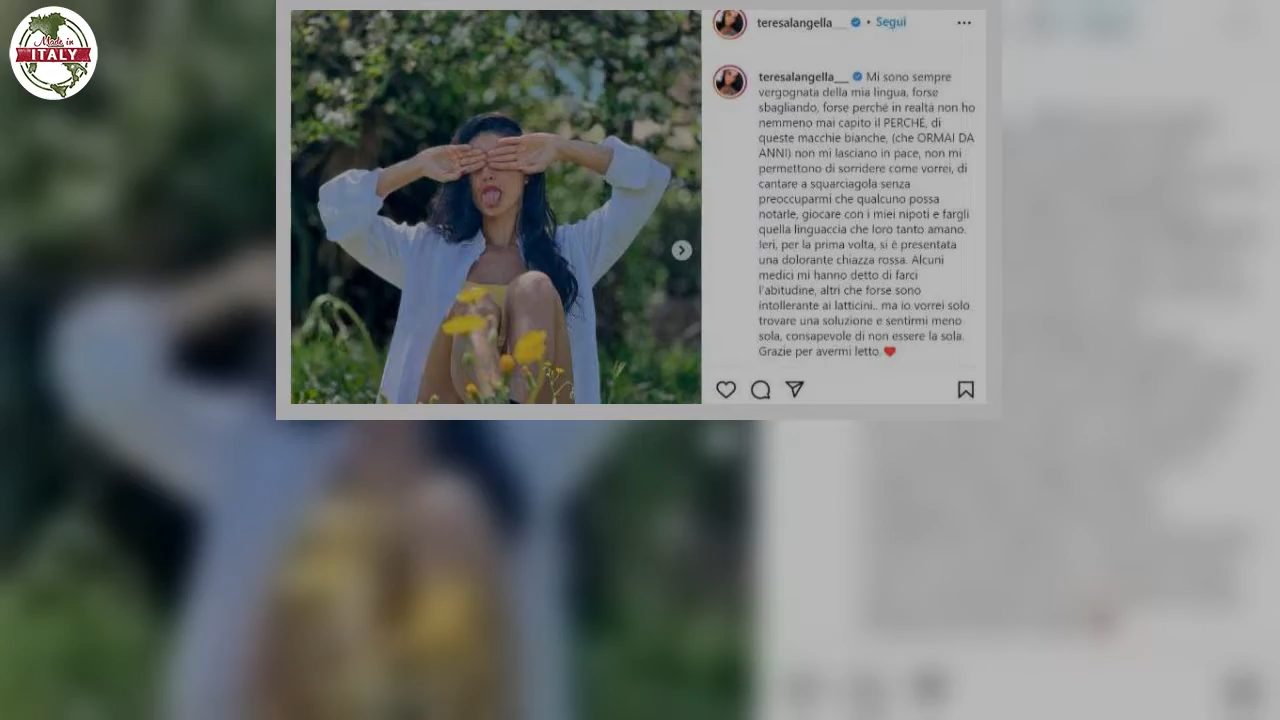 Made in
ITALY
teresalangella__ • Segui
teresalangella__ Mi sono sempre
vergognata della mia lingua, forse
sbagliando, forse perché in realtà non ho
nemmeno mai capito il PERCHÉ, di
queste macchie bianche, (che ORMAI DA
ANNI) non mi lasciano in pace, non mi
permettono di sorridere come vorrei, di
cantare a squarciagola senza
preoccuparmi che qualcuno possa
notarle, giocare con i miei nipoti e fargli
quella linguaccia che loro tanto amano.
Ieri, per la prima volta, si è presentata
una dolorante chiazza rossa. Alcuni
medici mi hanno detto di farci
l'abitudine, altri che forse sono
intollerante ai latticini.. ma io vorrei solo
trovare una soluzione e sentirmi meno
sola, consapevole di non essere la sola.
Grazie per avermi letto ❤️